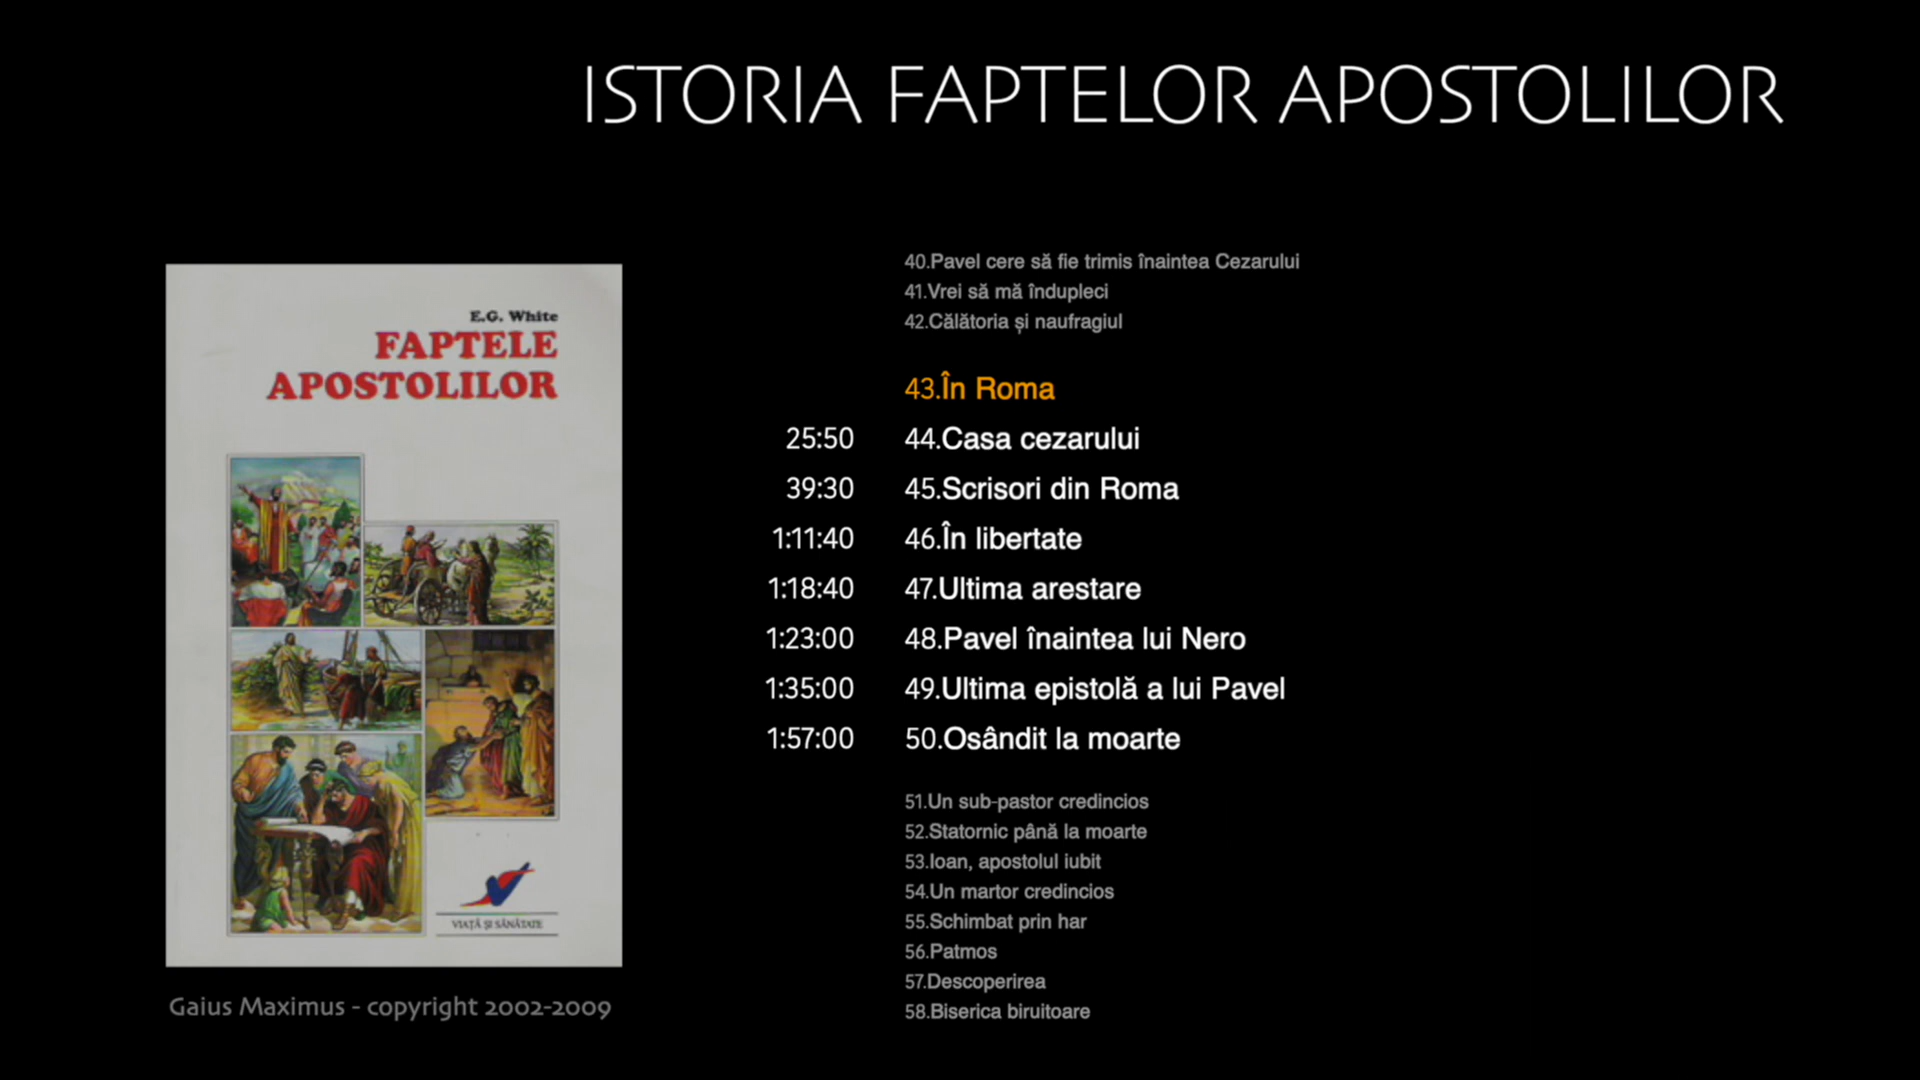 ISTORIA FAPTELOR APOSTOLILOR
E.G. White
FAPTELE
APOSTOLILOR
VIAȚĂ ȘI SĂNĂTATE
Gaius Maximus - copyright 2002-2009
40.Pavel cere să fie trimis înaintea Cezarului
41.Vrei să mă îndupleci
42.Călătoria și naufragiul
43.În Roma
25:50 44.Casa cezarului
39:30 45.Scrisori din Roma
1:11:40 46.În libertate
1:18:40 47.Ultima arestare
1:23:00 48.Pavel înaintea lui Nero
1:35:00 49.Ultima epistolă a lui Pavel
1:57:00 50.Osândit la moarte
51.Un sub-pastor credincios
52.Statornic până la moarte
53.Ioan, apostolul iubit
54.Un martor credincios
55.Schimbat prin har
56.Patmos
57.Descoperirea
58.Biserica biruitoare